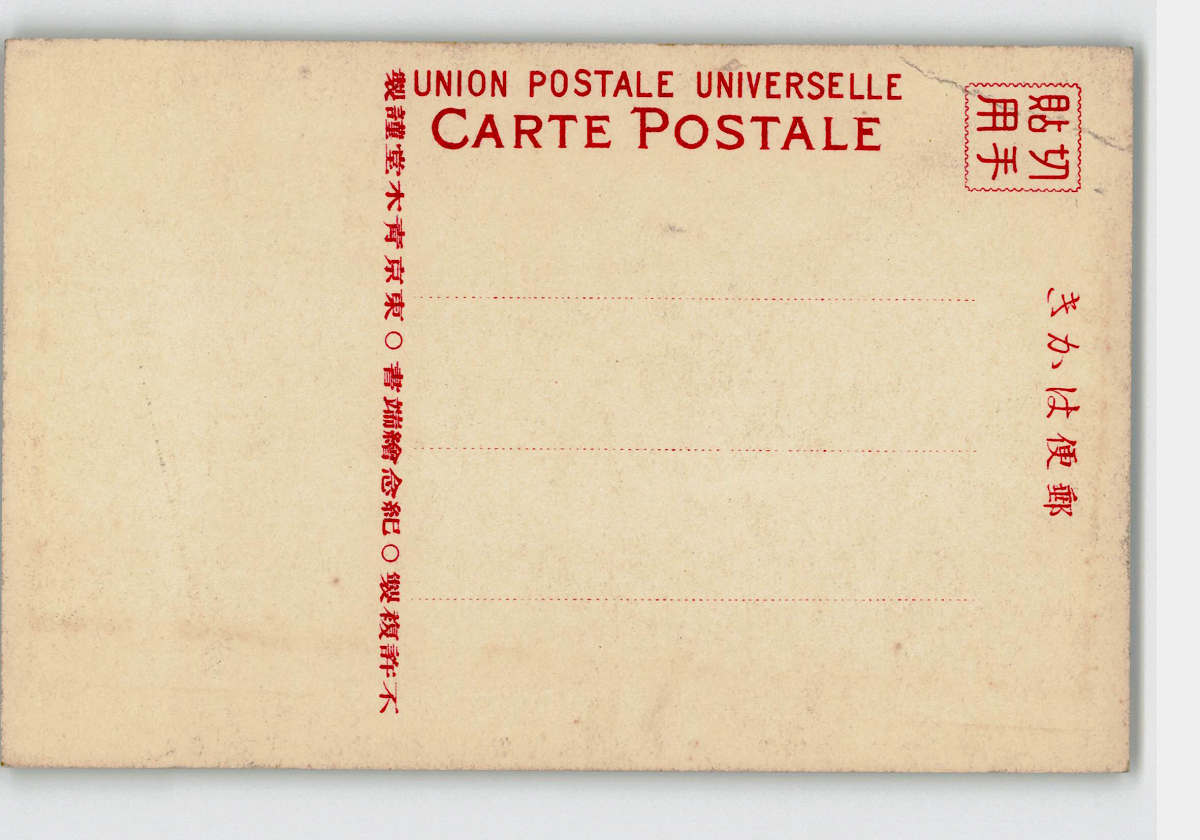 UNION POSTALE UNIVERSELLE
CARTE POSTALE
切手
貼用
郵便はかき
不許複製○紀念繪端書○東京青木堂謹製